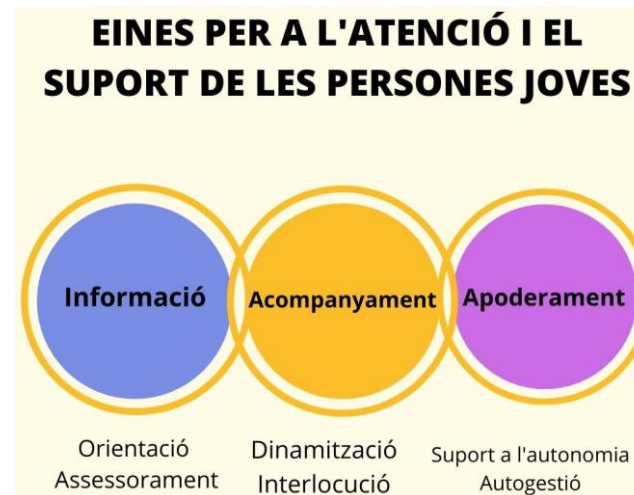 EINES PER A L'ATENCIÓ I EL
SUPORT DE LES PERSONES JOVES
Informació
Acompanyament
Apoderament
Orientació
Assessorament
Dinamització
Interlocució
Suport a l'autonomia
Autogestió